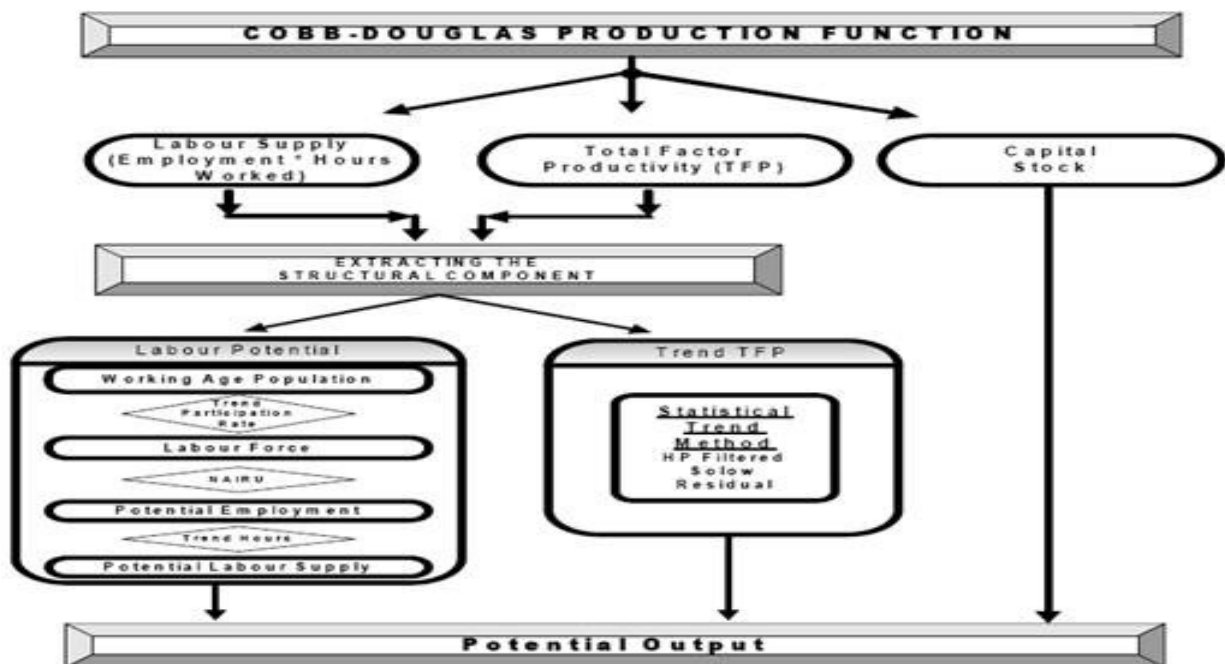 COBB-DOUGLAS PRODUCTION FUNCTION
Labour Supply
(Employment * Hours
Worked)
Total Factor
Productivity (TFP)
Capital
Stock
EXTRACTING THE
STRUCTURAL COMPONENT
Labour Potential
Working Age Population
Trend
Participation
Rate
Labour Force
NAIRU
Potential Employment
Trend Hours
Potential Labour Supply
Trend TFP
Statistical
Trend
Method
HP Filtered
Solow
Residual
Potential Output